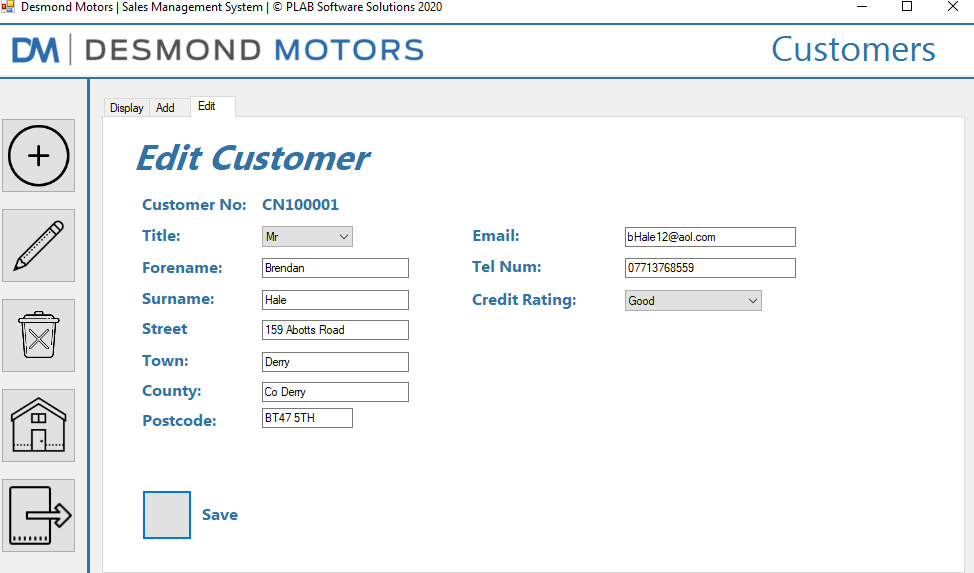 Desmond Motors | Sales Management System | © PLAB Software Solutions 2020
DM | DESMOND MOTORS
Customers
Display Add Edit
Edit Customer
Customer No: CN100001
Title: Mr
Forename: Brendan
Surname: Hale
Street 159 Abotts Road
Town: Derry
County: Co Derry
Postcode: BT47 5TH
Email: bHale12@aol.com
Tel Num: 07713768559
Credit Rating: Good
Save